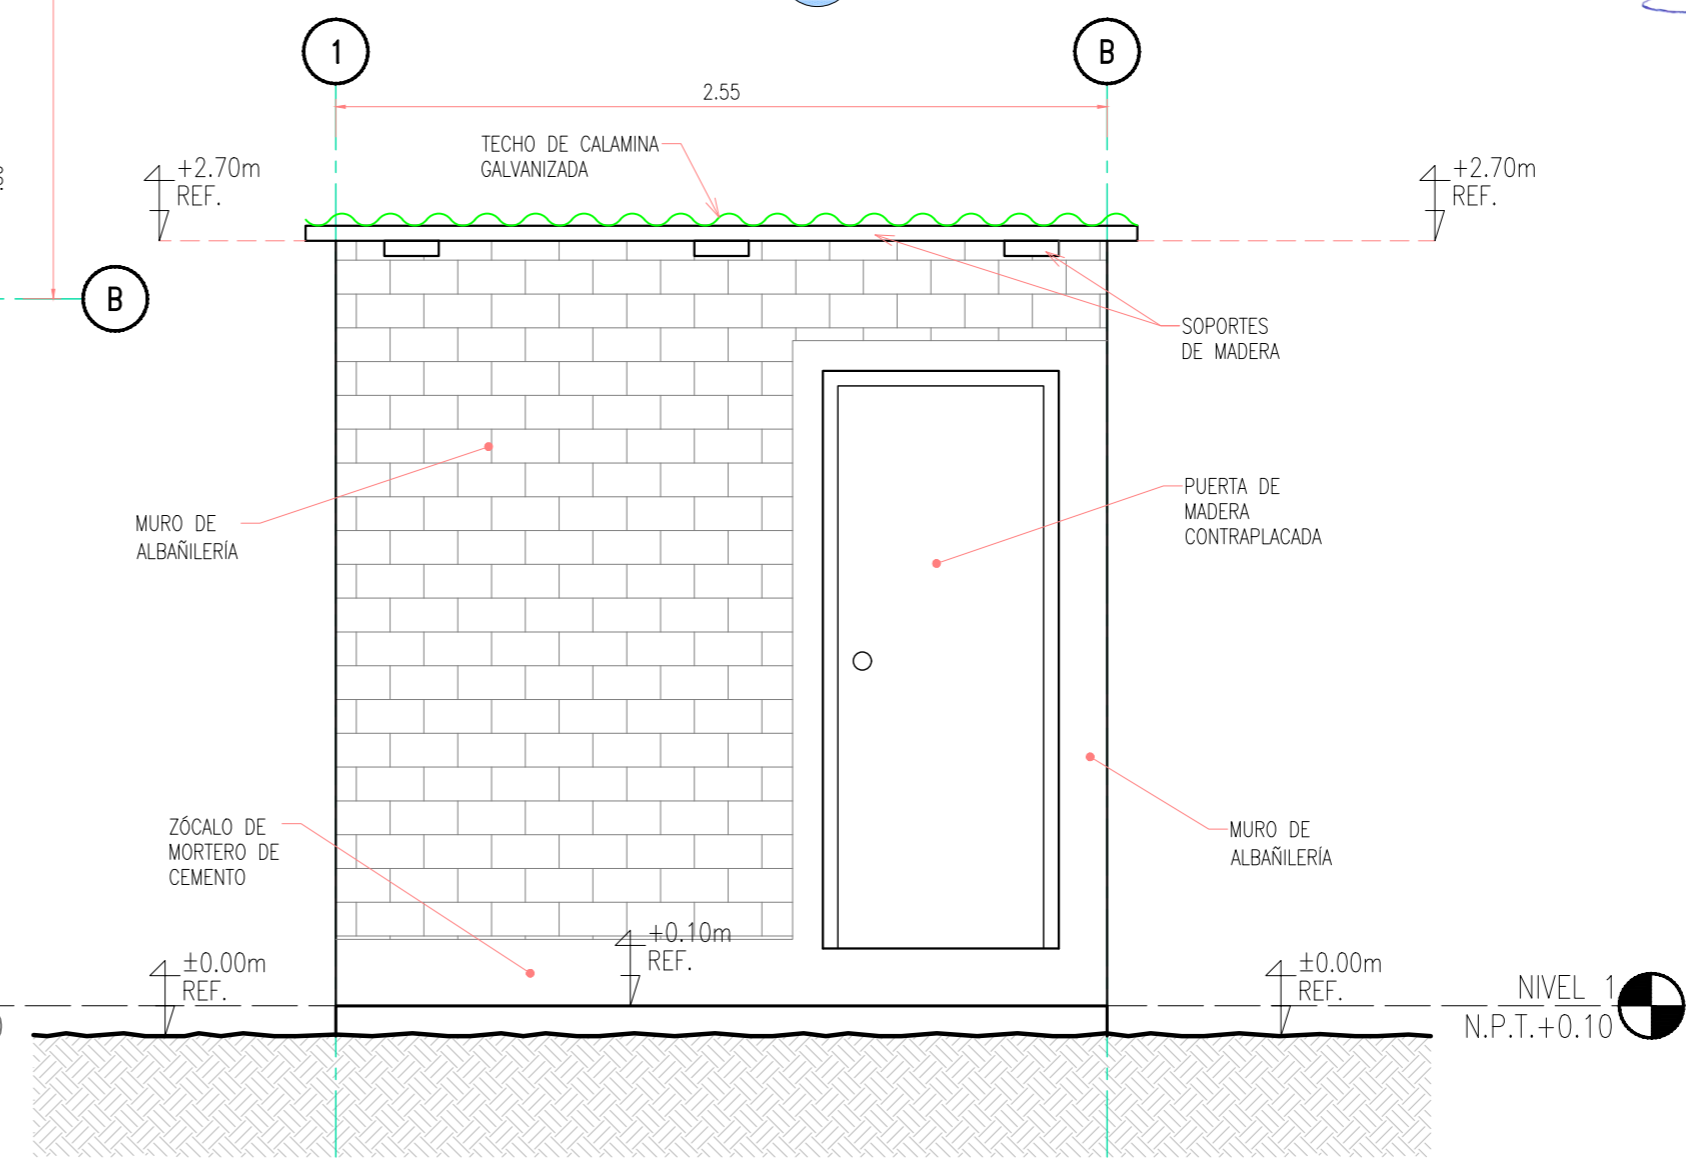 1
B
2.55
TECHO DE CALAMINA
GALVANIZADA
+2.70m
REF.
+2.70m
REF.
B
SOPORTES
DE MADERA
PUERTA DE
MADERA
CONTRAPLACADA
MURO DE
ALBAÑILERÍA
ZÓCALO DE
MORTERO DE
CEMENTO
MURO DE
ALBAÑILERÍA
+0.10m
REF.
±0.00m
REF.
±0.00m
REF.
NIVEL 1
N.P.T.+0.10